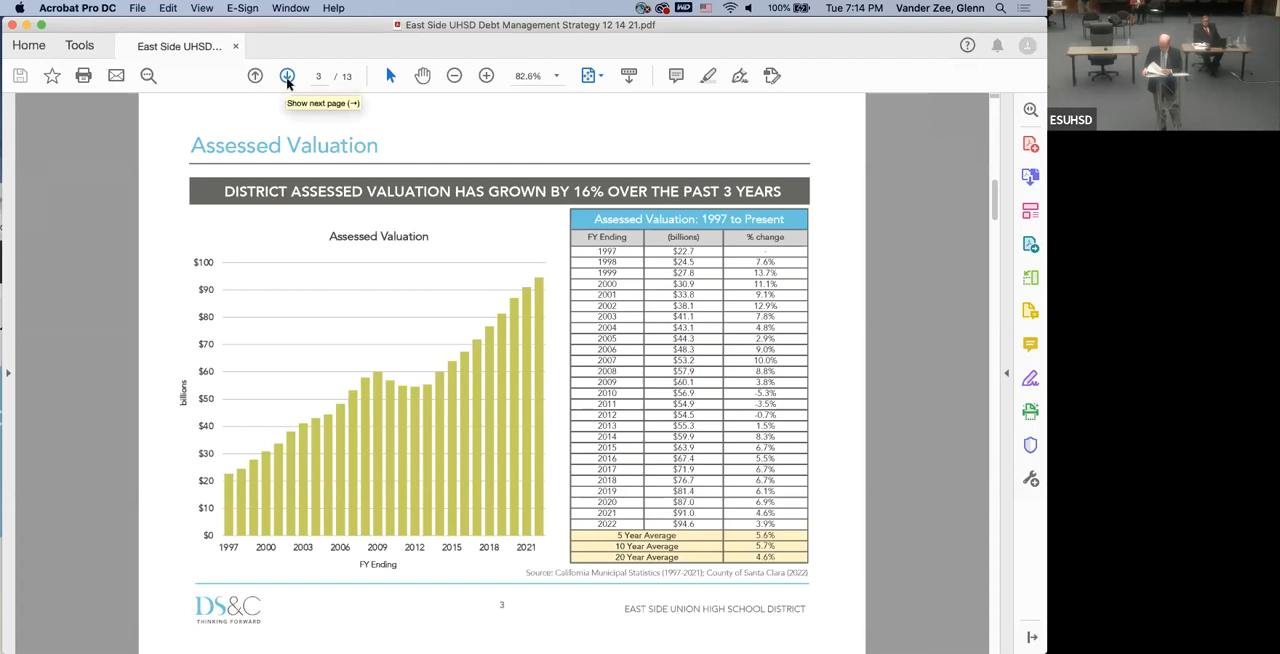 Acrobat Pro DC File Edit View E-Sign Window Help 100% Tue 7:14 PM Vander Zee, Glenn
East Side UHSD Debt Management Strategy 12 14 21.pdf
Home Tools East Side UHSD... ×
3 / 13 82.6%
Show next page (→)
ESUHSD
Assessed Valuation
DISTRICT ASSESSED VALUATION HAS GROWN BY 16% OVER THE PAST 3 YEARS
Assessed Valuation
$100
$90
$80
$70
$60
$50
$40
$30
$20
$10
$0
billions
1997 2000 2003 2006 2009 2012 2015 2018 2021
FY Ending
Assessed Valuation: 1997 to Present
FY Ending (billions) % change
1997 $22.7 -
1998 $24.5 7.6%
1999 $27.8 13.7%
2000 $30.9 11.1%
2001 $33.8 9.1%
2002 $38.1 12.9%
2003 $41.1 7.8%
2004 $43.1 4.8%
2005 $44.3 2.9%
2006 $48.3 9.0%
2007 $53.2 10.0%
2008 $57.9 8.8%
2009 $60.1 3.8%
2010 $56.9 -5.3%
2011 $54.9 -3.5%
2012 $54.5 -0.7%
2013 $55.3 1.5%
2014 $59.9 8.3%
2015 $63.9 6.7%
2016 $67.4 5.5%
2017 $71.9 6.7%
2018 $76.7 6.7%
2019 $81.4 6.1%
2020 $87.0 6.9%
2021 $91.0 4.6%
2022 $94.6 3.9%
5 Year Average 5.6%
10 Year Average 5.7%
20 Year Average 4.6%
Source: California Municipal Statistics (1997-2021); County of Santa Clara (2022)
DS&C
THINKING FORWARD
3
EAST SIDE UNION HIGH SCHOOL DISTRICT